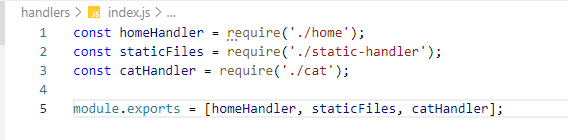 handlers > JS index.js > ...
1 const homeHandler = require('./home');
2 const staticFiles = require('./static-handler');
3 const catHandler = require('./cat');
4
5 module.exports = [homeHandler, staticFiles, catHandler];